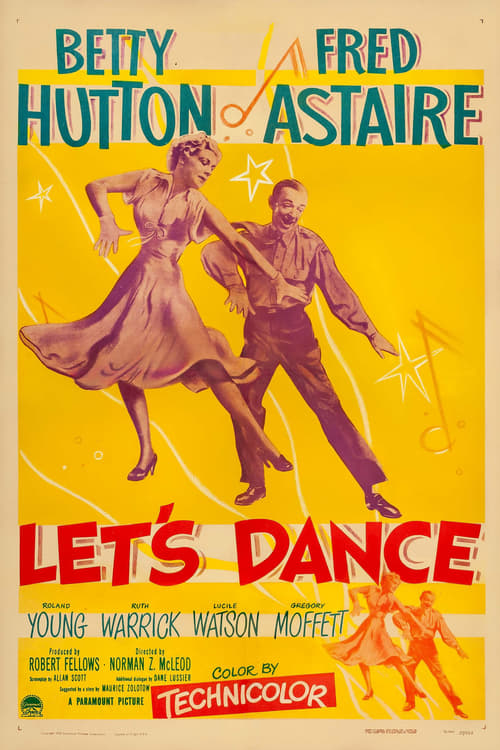 BETTY FRED
HUTTON ASTAIRE
LET'S DANCE
ROLAND RUTH LUCILE GREGORY
YOUNG WARRICK WATSON MOFFETT
Produced by Directed by
ROBERT FELLOWS · NORMAN Z. McLEOD
Screenplay by ALLAN SCOTT Additional dialogue by DANE LUSSIER
Suggested by a story by MAURICE ZOLOTOW
A PARAMOUNT PICTURE
COLOR BY
TECHNICOLOR